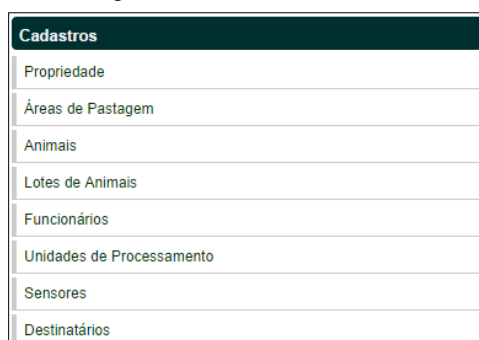 Cadastros
Propriedade
Áreas de Pastagem
Animais
Lotes de Animais
Funcionários
Unidades de Processamento
Sensores
Destinatários